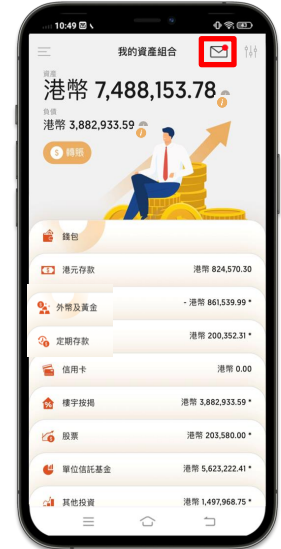 10:49
我的資產組合
資產
港幣 7,488,153.78
負債
港幣 3,882,933.59
$ 轉賬
錢包
港元存款 港幣 824,570.30
外幣及黃金 - 港幣 861,539.99 *
定期存款 港幣 200,352.31 *
信用卡 港幣 0.00
樓宇按揭 港幣 3,882,933.59 *
股票 港幣 203,580.00 *
單位信託基金 港幣 5,623,222.41 *
其他投資 港幣 1,497,968.75 *